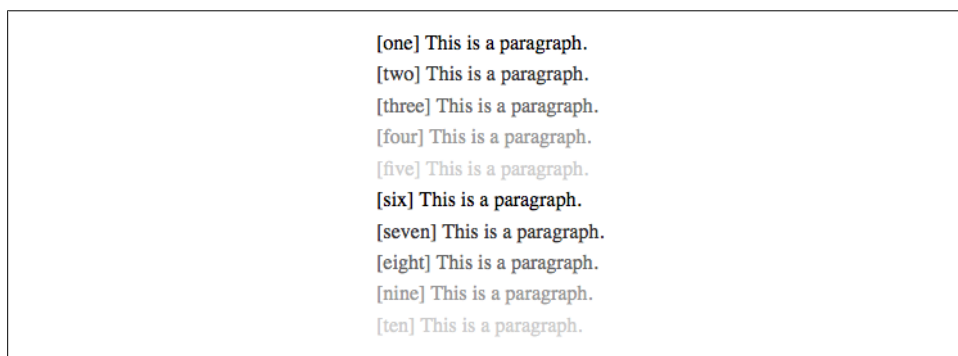 [one] This is a paragraph.
[two] This is a paragraph.
[three] This is a paragraph.
[four] This is a paragraph.
[five] This is a paragraph.
[six] This is a paragraph.
[seven] This is a paragraph.
[eight] This is a paragraph.
[nine] This is a paragraph.
[ten] This is a paragraph.